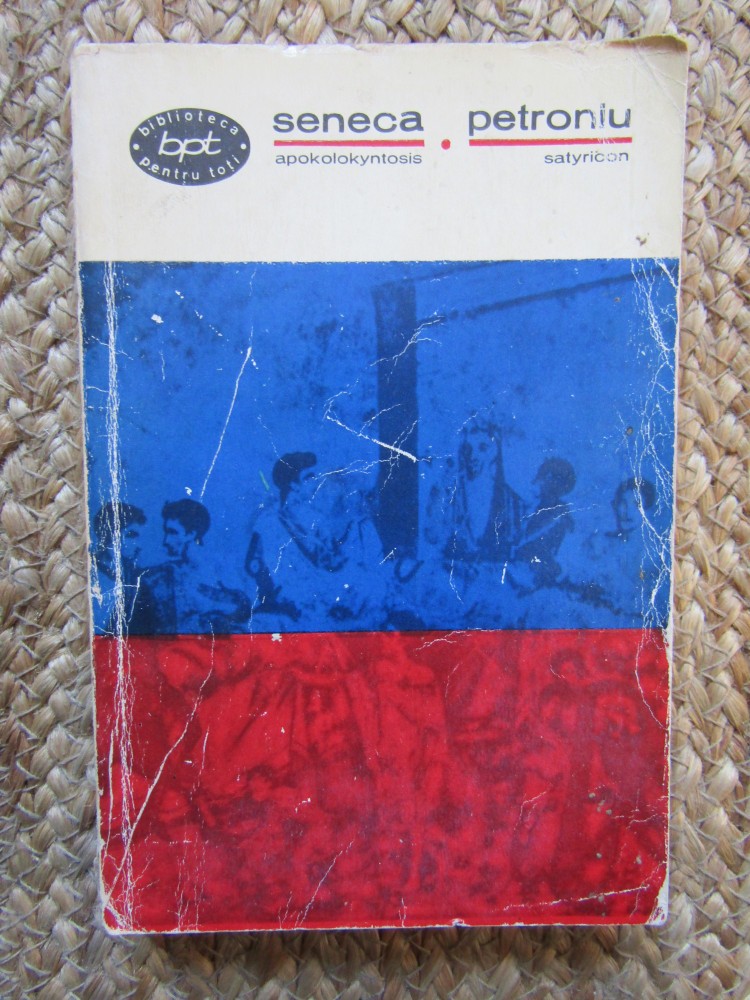 biblioteca
bpt
pentru toți
seneca
apokolokyntosis
petroniu
satyricon